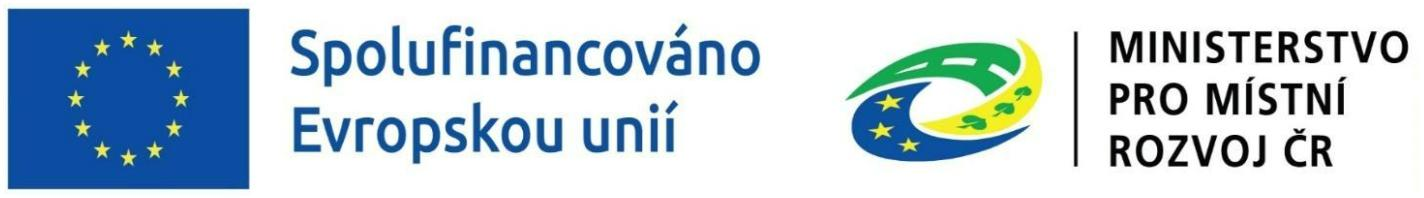 Spolufinancováno
Evropskou unií
MINISTERSTVO
PRO MÍSTNÍ
ROZVOJ ČR